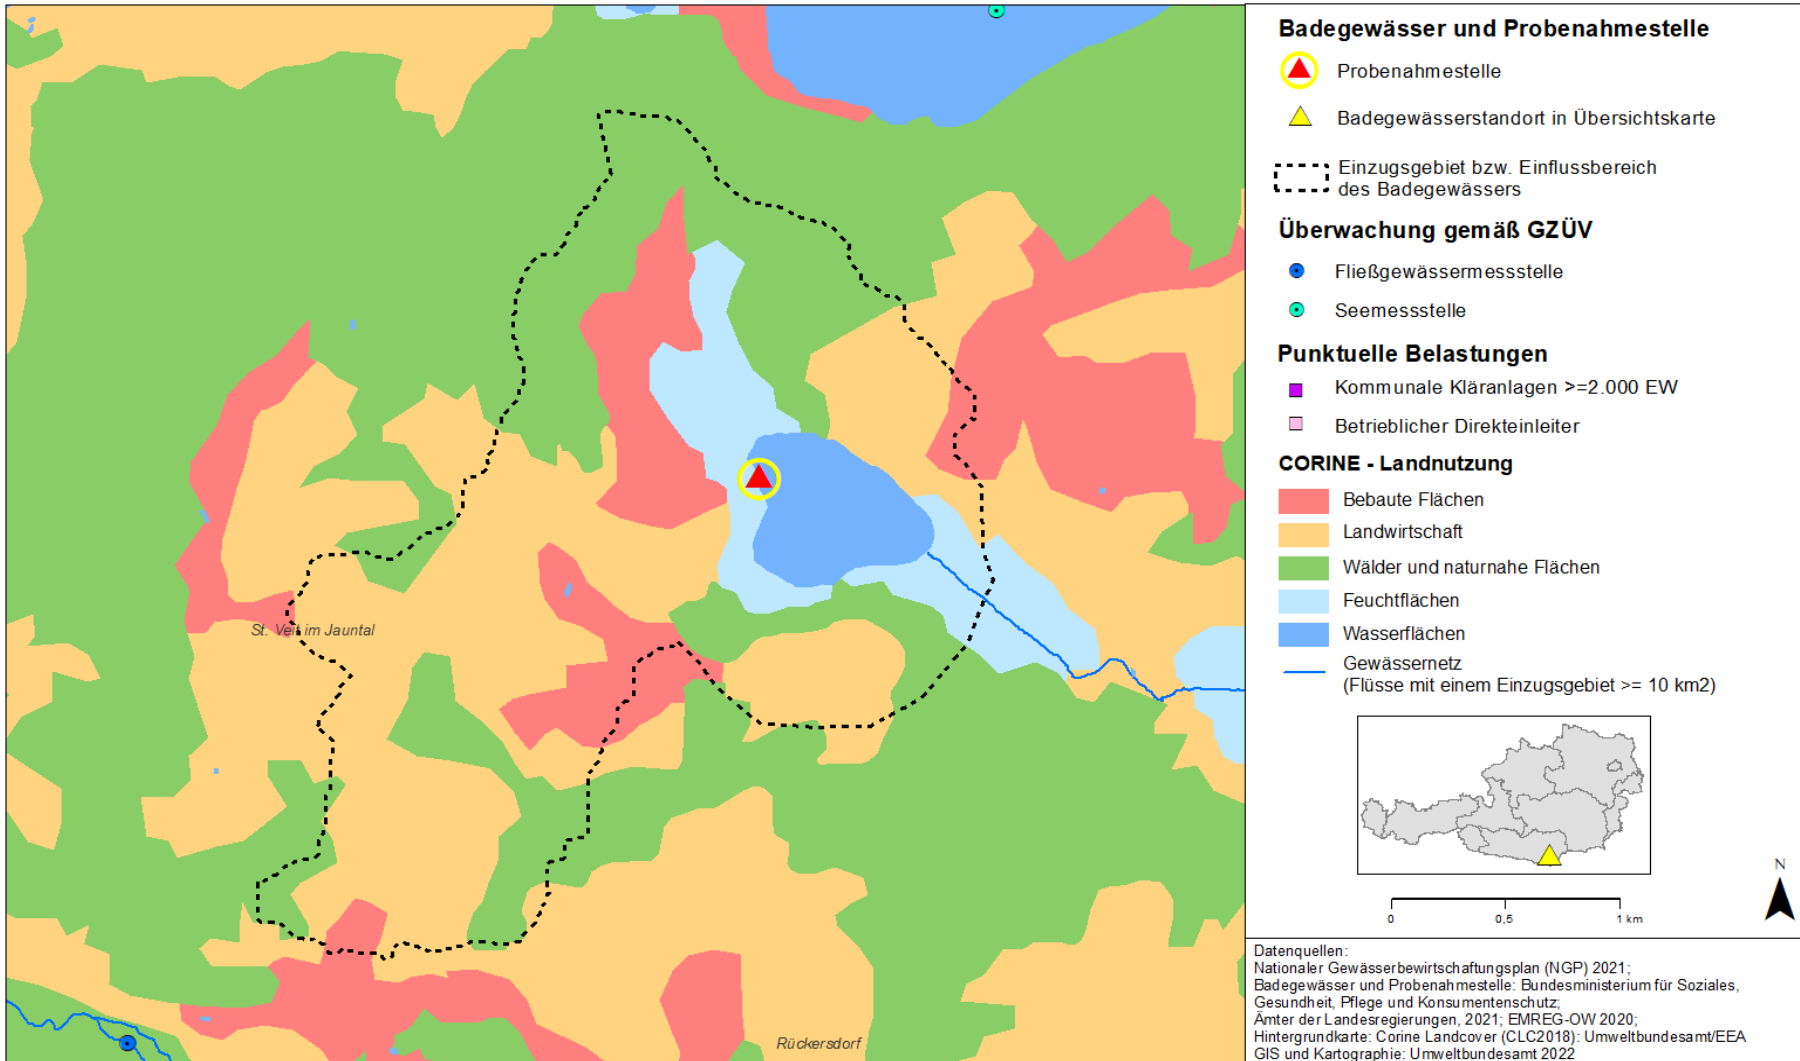 St. Veit im Jauntal
Rückersdorf
Badegewässer und Probenahmestelle
Probenahmestelle
Badegewässerstandort in Übersichtskarte
Einzugsgebiet bzw. Einflussbereich
des Badegewässers
Überwachung gemäß GZÜV
Fließgewässermessstelle
Seemessstelle
Punktuelle Belastungen
Kommunale Kläranlagen >=2.000 EW
Betrieblicher Direkteinleiter
CORINE - Landnutzung
Bebaute Flächen
Landwirtschaft
Wälder und naturnahe Flächen
Feuchtflächen
Wasserflächen
Gewässernetz
(Flüsse mit einem Einzugsgebiet >= 10 km2)
N
0 0,5 1 km
Datenquellen:
Nationaler Gewässerbewirtschaftungsplan (NGP) 2021;
Badegewässer und Probenahmestelle: Bundesministerium für Soziales,
Gesundheit, Pflege und Konsumentenschutz;
Ämter der Landesregierungen, 2021; EMREG-OW 2020;
Hintergrundkarte: Corine Landcover (CLC2018): Umweltbundesamt/EEA
GIS und Kartographie: Umweltbundesamt 2022